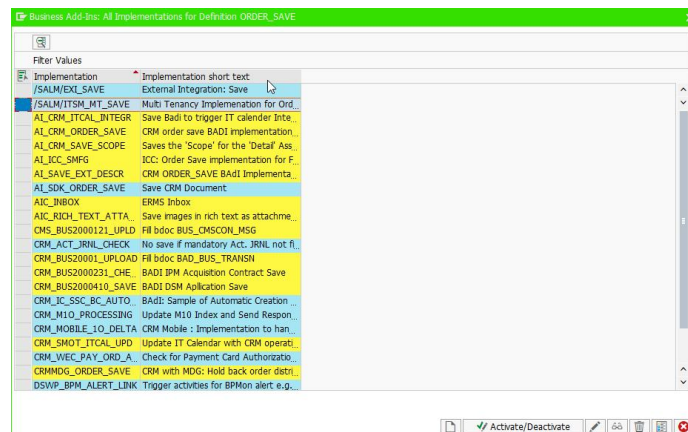 Business Add-Ins: All Implementations for Definition ORDER_SAVE
Filter Values
Implementation Implementation short text
/SALM/EXI_SAVE External Integration: Save
/SALM/ITSM_MT_SAVE Multi Tenancy Implemenation for Ord...
AI_CRM_ITCAL_INTEGR Save Badi to trigger IT calender Inte...
AI_CRM_ORDER_SAVE CRM order save BADI implementation...
AI_CRM_SAVE_SCOPE Saves the 'Scope' for the 'Detail' Ass...
AI_ICC_SMFG ICC: Order Save implementation for F...
AI_SAVE_EXT_DESCR CRM ORDER_SAVE BAdI Implementa...
AI_SDK_ORDER_SAVE Save CRM Document
AIC_INBOX ERMS Inbox
AIC_RICH_TEXT_ATTA... Save images in rich text as attachme...
CMS_BUS2000121_UPLD Fill bdoc BUS_CMSCON_MSG
CRM_ACT_JRNL_CHECK No save if mandatory Act. JRNL not fi...
CRM_BUS20001_UPLOAD Fill bdoc BAD_BUS_TRANSN
CRM_BUS2000231_CHE... BADI IPM Acquisition Contract Save
CRM_BUS2000410_SAVE BADI DSM Apllication Save
CRM_IC_SSC_BC_AUTO... BAdI: Sample of Automatic Creation ...
CRM_M10_PROCESSING Update M10 Index and Send Respon...
CRM_MOBILE_1O_DELTA CRM Mobile : Implementation to han...
CRM_SMOT_ITCAL_UPD Update IT Calendar with CRM operati...
CRM_WEC_PAY_ORD_A... Check for Payment Card Authorizatio...
CRMMDG_ORDER_SAVE CRM with MDG: Hold back order distri...
DSWP_BPM_ALERT_LINK Trigger activities for BPMon alert e.g....
Activate/Deactivate